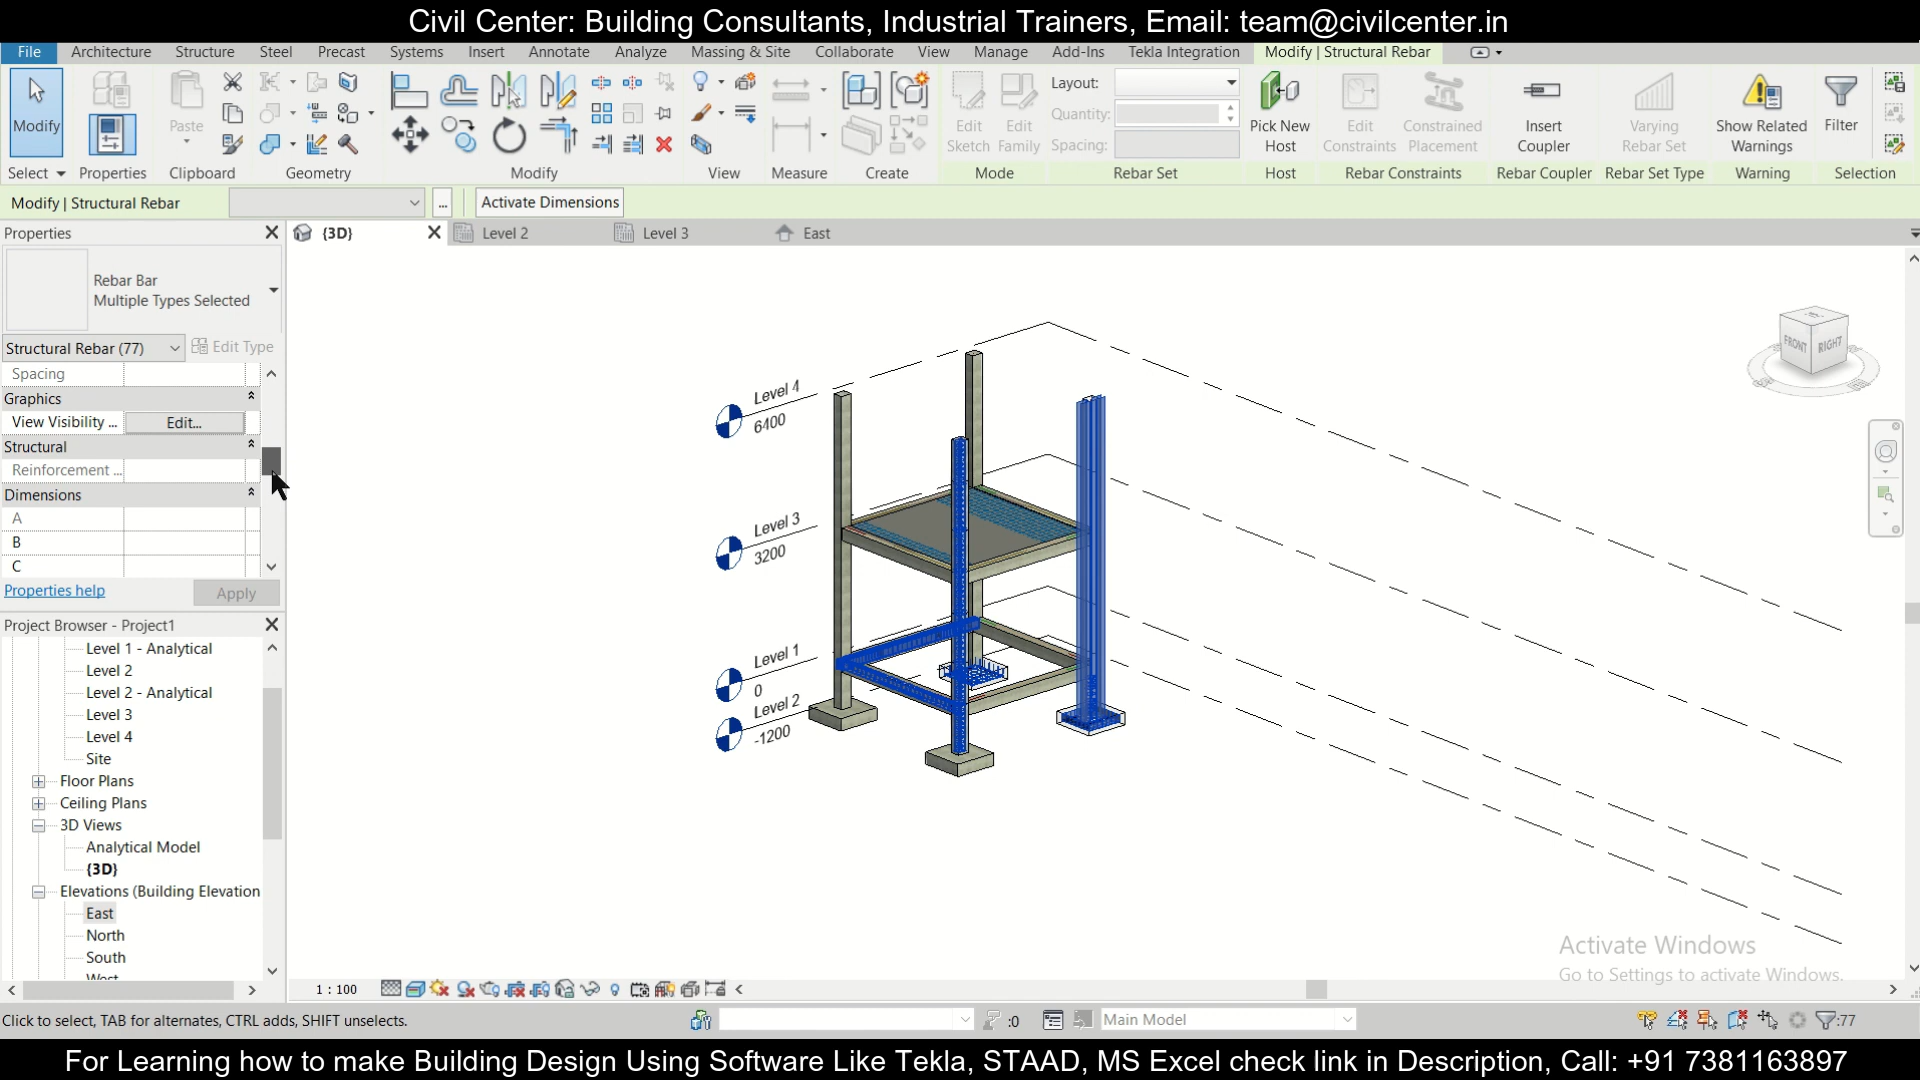 Civil Center: Building Consultants, Industrial Trainers, Email: team@civilcenter.in
File Architecture Structure Steel Precast Systems Insert Annotate Analyze Massing & Site Collaborate View Manage Add-Ins Tekla Integration Modify | Structural Rebar
Modify
Paste
Edit Sketch
Edit Family
Layout:
Quantity:
Spacing:
Pick New Host
Edit Constraints
Constrained Placement
Insert Coupler
Varying Rebar Set
Show Related Warnings
Filter
Select Properties Clipboard Geometry Modify View Measure Create Mode Rebar Set Host Rebar Constraints Rebar Coupler Rebar Set Type Warning Selection
Modify | Structural Rebar
...
Activate Dimensions
Properties
{3D} Level 2 Level 3 East
Rebar Bar
Multiple Types Selected
Structural Rebar (77) Edit Type
Spacing
Graphics
View Visibility ... Edit...
Structural
Reinforcement ...
Dimensions
A
B
C
Properties help Apply
Project Browser - Project1
Level 1 - Analytical
Level 2
Level 2 - Analytical
Level 3
Level 4
Site
Floor Plans
Ceiling Plans
3D Views
Analytical Model
{3D}
Elevations (Building Elevation
East
North
South
West
Level 4
6400
Level 3
3200
Level 1
0
Level 2
-1200
FRONT RIGHT
Activate Windows
Go to Settings to activate Windows.
1 : 100
Click to select, TAB for alternates, CTRL adds, SHIFT unselects.
:0
Main Model
:77
For Learning how to make Building Design Using Software Like Tekla, STAAD, MS Excel check link in Description, Call: +91 7381163897